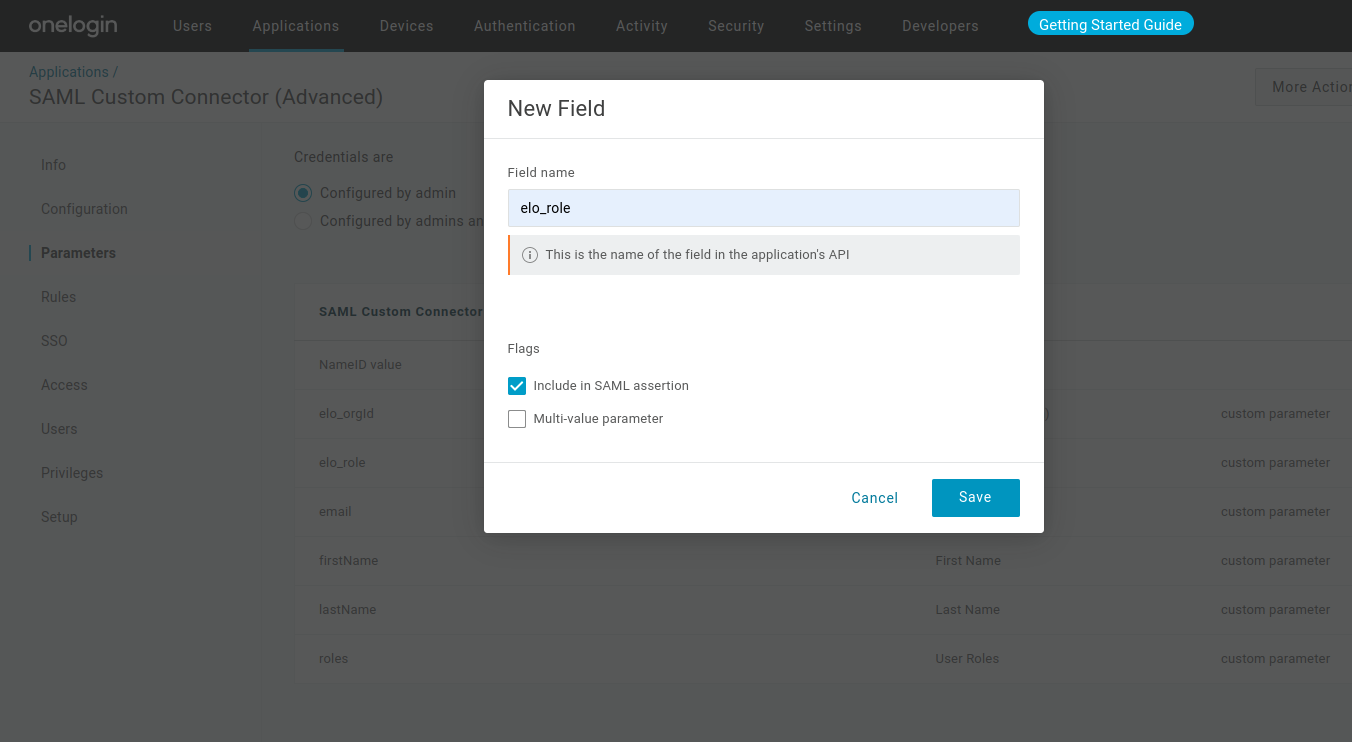 onelogin Users Applications Devices Authentication Activity Security Settings Developers Getting Started Guide
Applications /
SAML Custom Connector (Advanced)
More Action
New Field
Field name
elo_role
This is the name of the field in the application's API
Flags
Include in SAML assertion
Multi-value parameter
Cancel Save
Info
Configuration
Parameters
Rules
SSO
Access
Users
Privileges
Setup
Credentials are
Configured by admin
Configured by admins an
SAML Custom Connector
NameID value
elo_orgId ) custom parameter
elo_role custom parameter
email custom parameter
firstName First Name custom parameter
lastName Last Name custom parameter
roles User Roles custom parameter